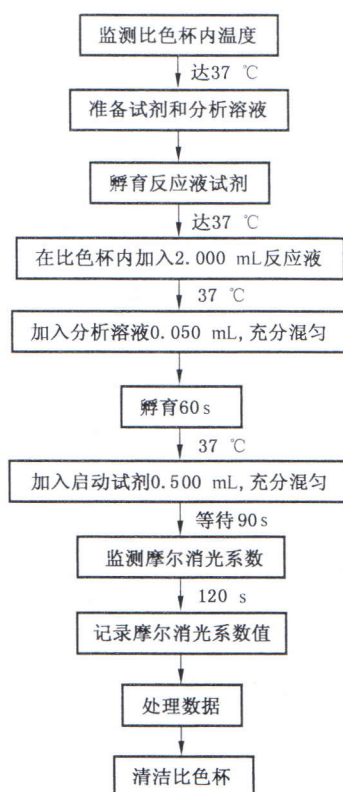 监测比色杯内温度
达37 ℃
准备试剂和分析溶液
孵育反应液试剂
达37 ℃
在比色杯内加入2.000 mL反应液
37 ℃
加入分析溶液0.050 mL,充分混匀
孵育60s
37 ℃
加入启动试剂0.500 mL,充分混匀
等待90s
监测摩尔消光系数
120 s
记录摩尔消光系数值
处理数据
清洁比色杯